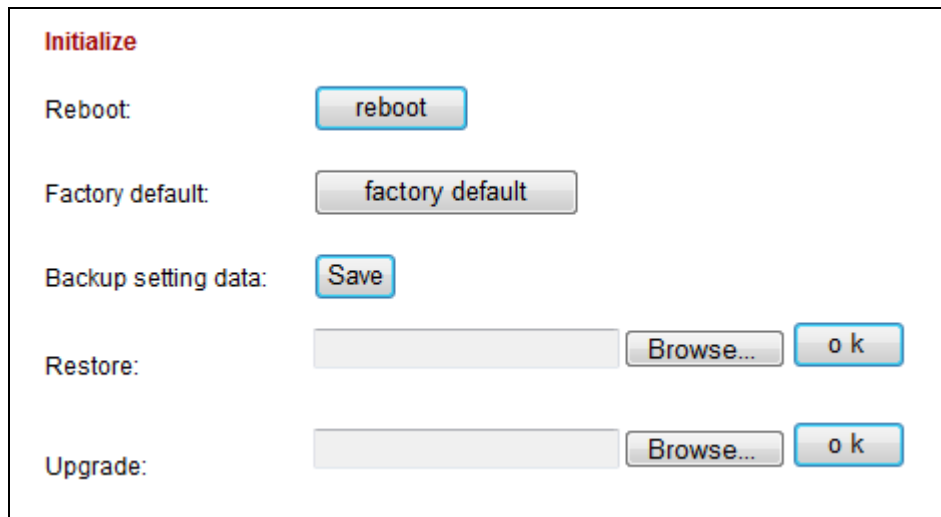 Initialize
Reboot: reboot
Factory default: factory default
Backup setting data: Save
Restore: Browse... o k
Upgrade: Browse... o k